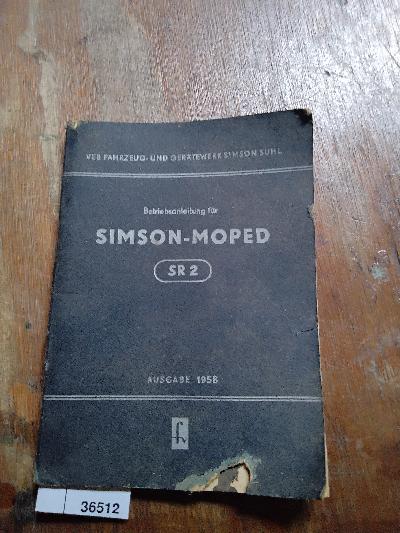 VEB FAHRZEUG- UND GERÄTEWERK SIMSON SUHL
Betriebsanleitung für
SIMSON-MOPED
SR 2
AUSGABE 1958
36512